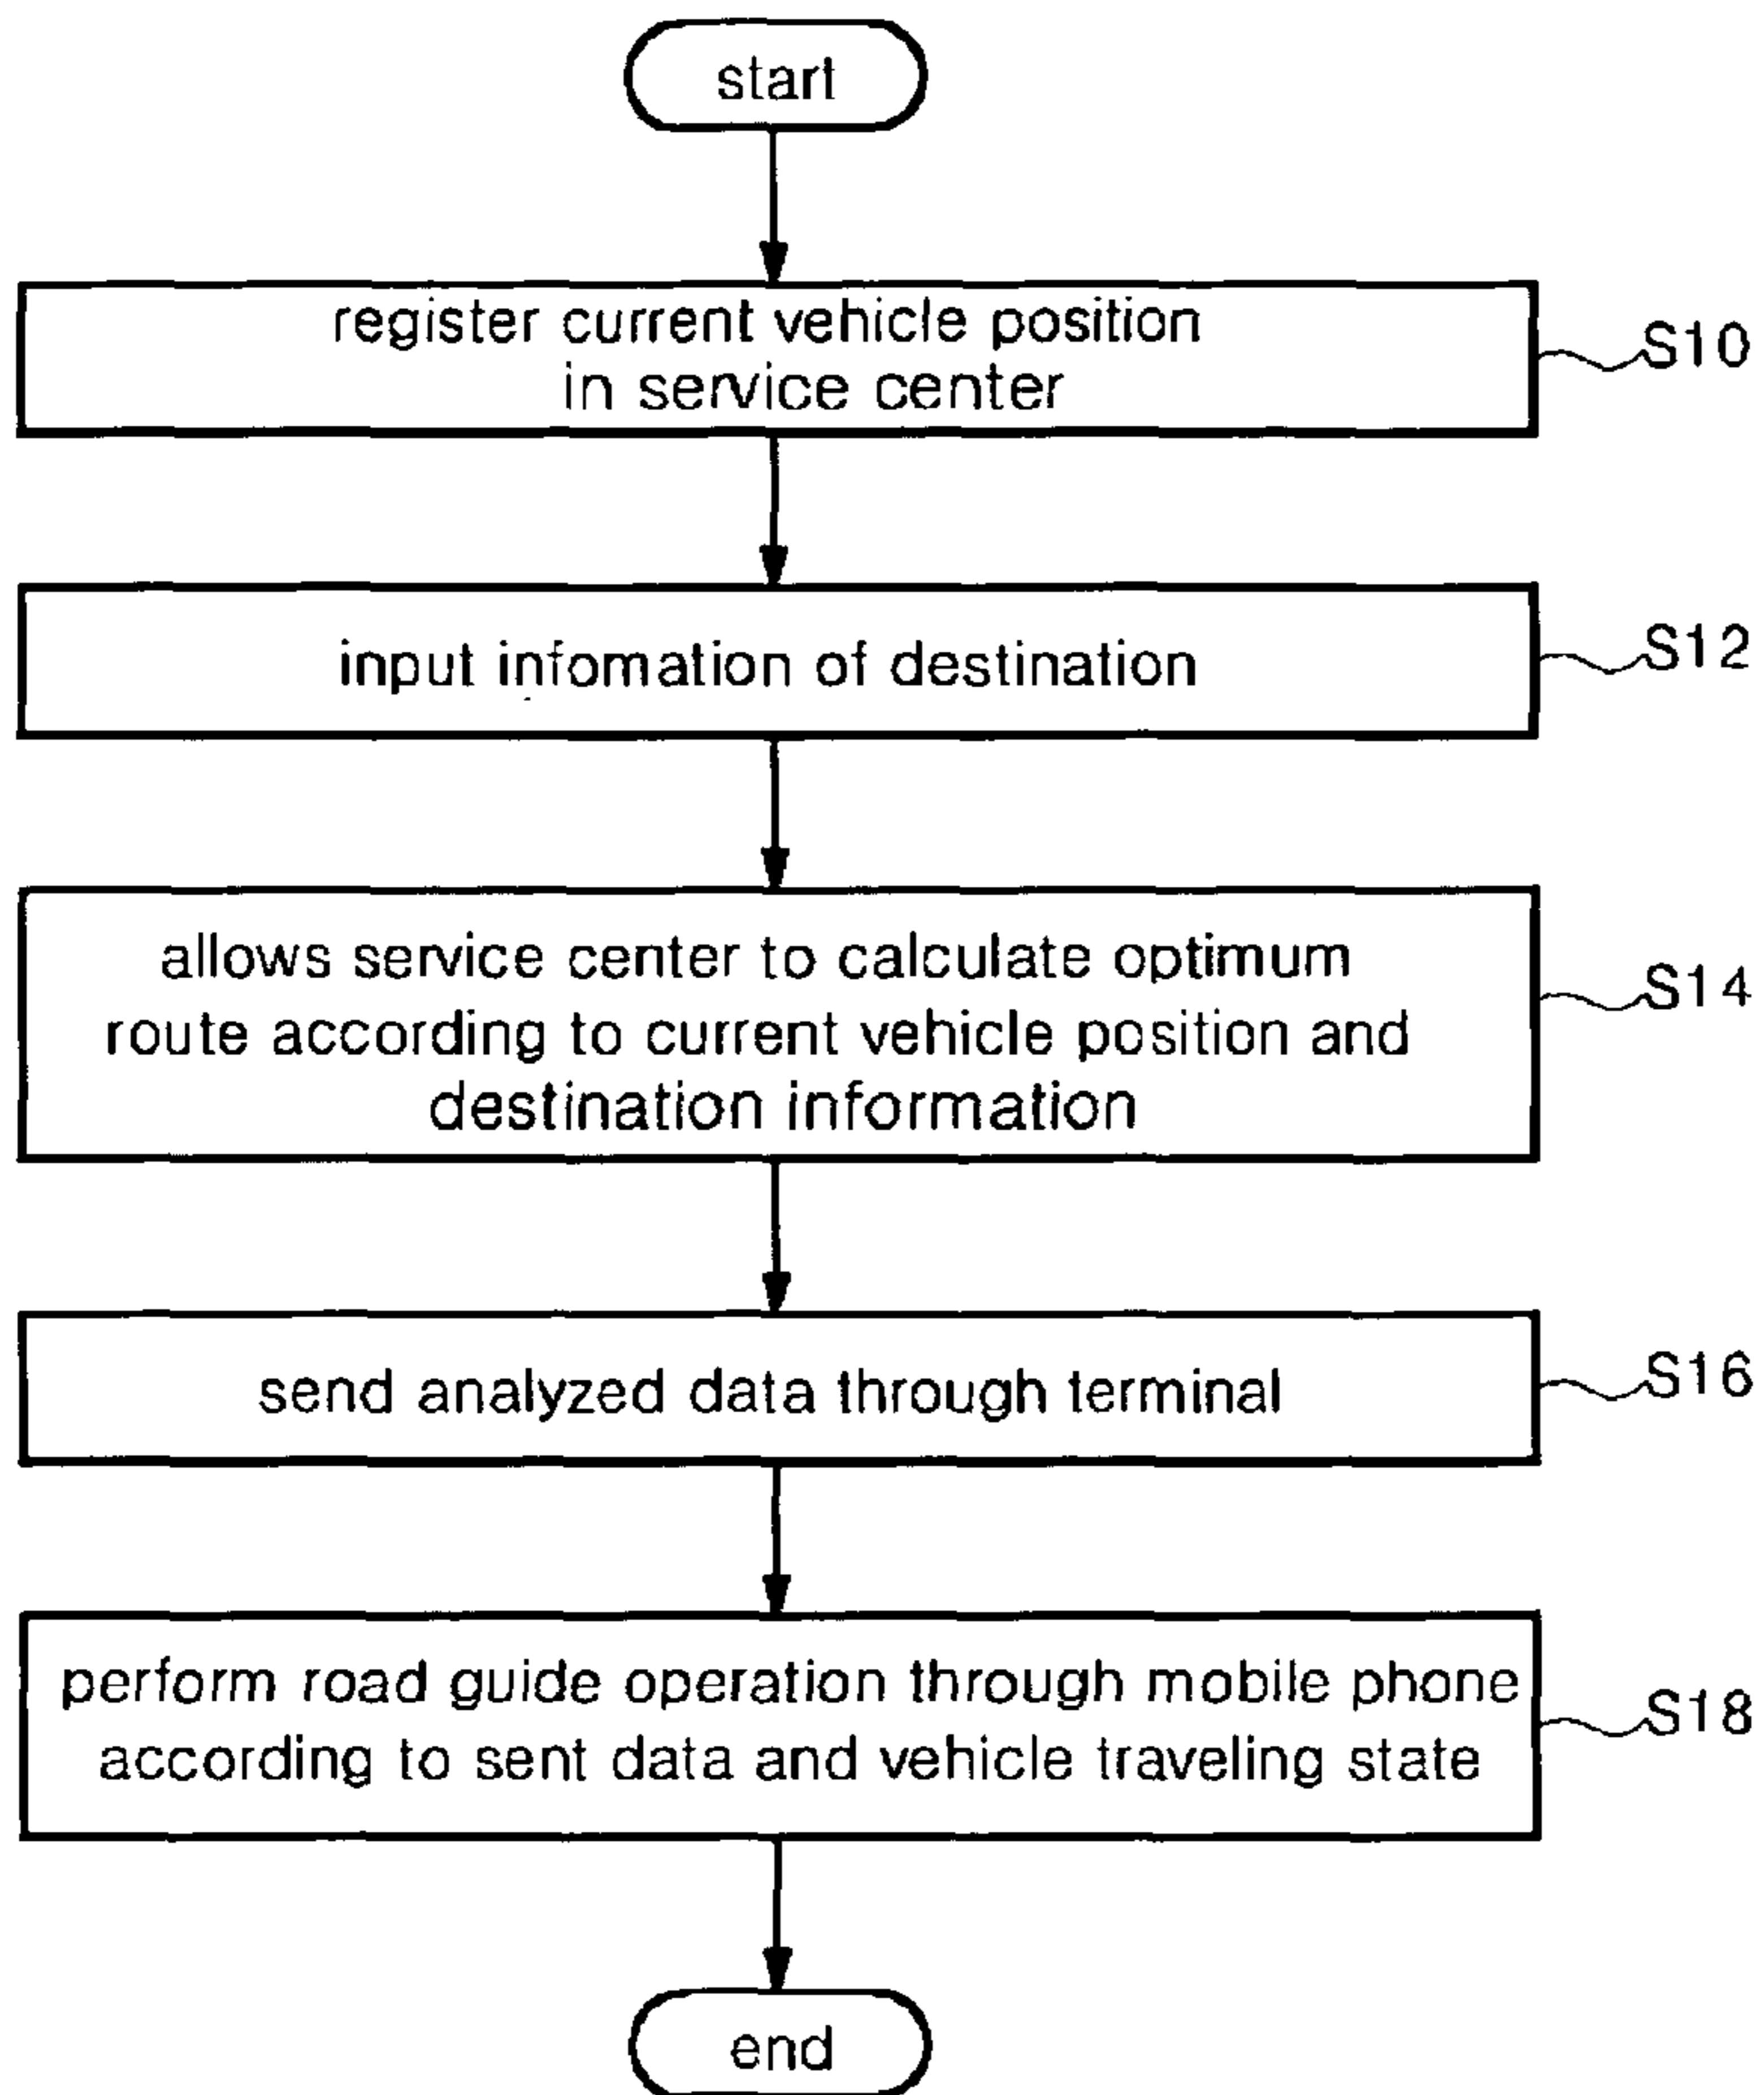 start
register current vehicle position
in service center
S10
input infomation of destination
S12
allows service center to calculate optimum
route according to current vehicle position and
destination information
S14
send analyzed data through terminal
S16
perform road guide operation through mobile phone
according to sent data and vehicle traveling state
S18
end